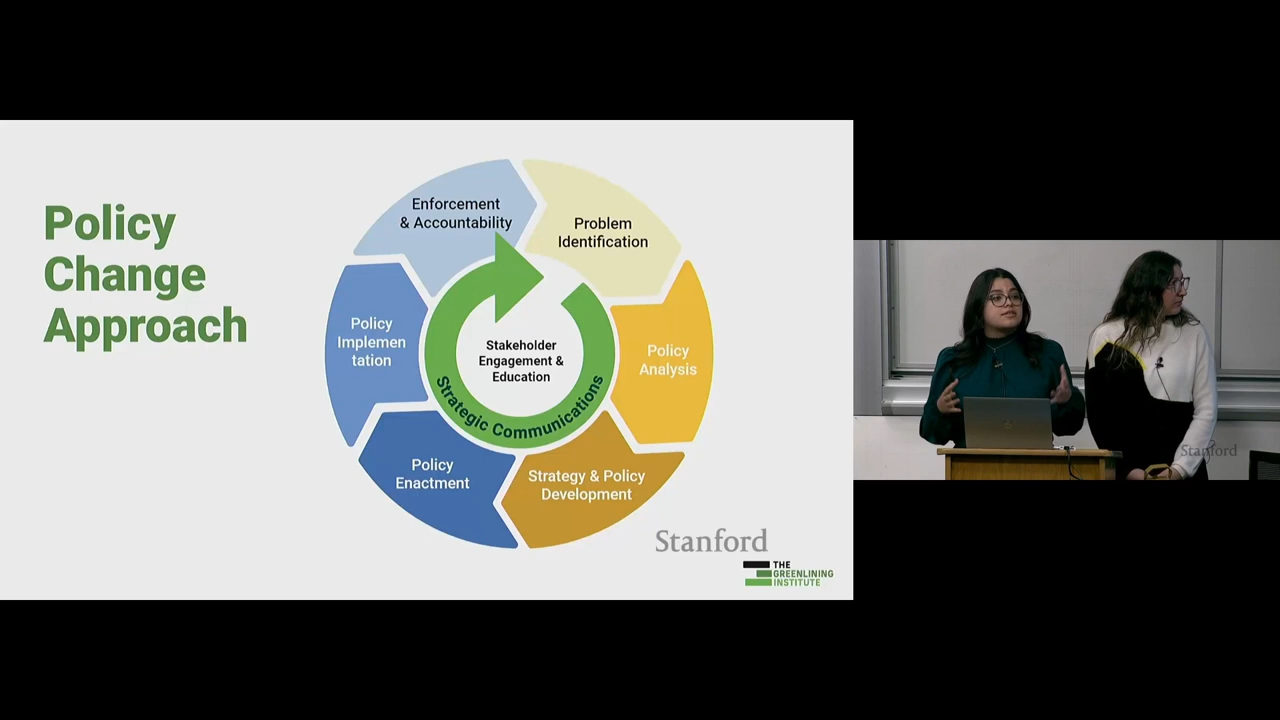 Policy
Change
Approach
Enforcement
& Accountability
Problem
Identification
Policy
Analysis
Strategy & Policy
Development
Policy
Enactment
Policy
Implemen
tation
Stakeholder
Engagement &
Education
Strategic Communications
Stanford
THE
GREENLINING
INSTITUTE
Stanford